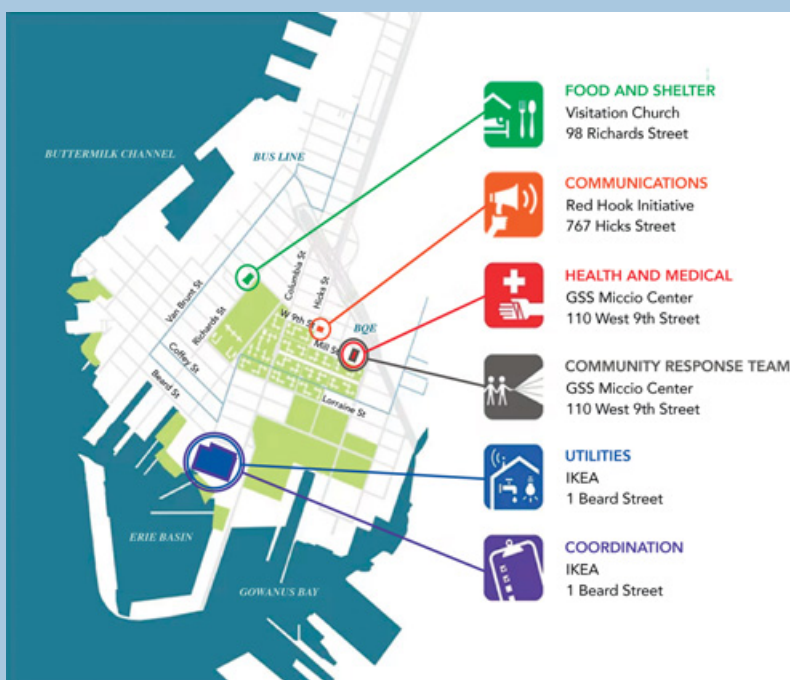 BUTTERMILK CHANNEL
BUS LINE
Columbia St
Hicks St
Van Brunt St
Richards St
W 9th St
BQE
Mill St
Coffey St
Beard St
Lorraine St
ERIE BASIN
GOWANUS BAY
FOOD AND SHELTER
Visitation Church
98 Richards Street
COMMUNICATIONS
Red Hook Initiative
767 Hicks Street
HEALTH AND MEDICAL
GSS Miccio Center
110 West 9th Street
COMMUNITY RESPONSE TEAM
GSS Miccio Center
110 West 9th Street
UTILITIES
IKEA
1 Beard Street
COORDINATION
IKEA
1 Beard Street